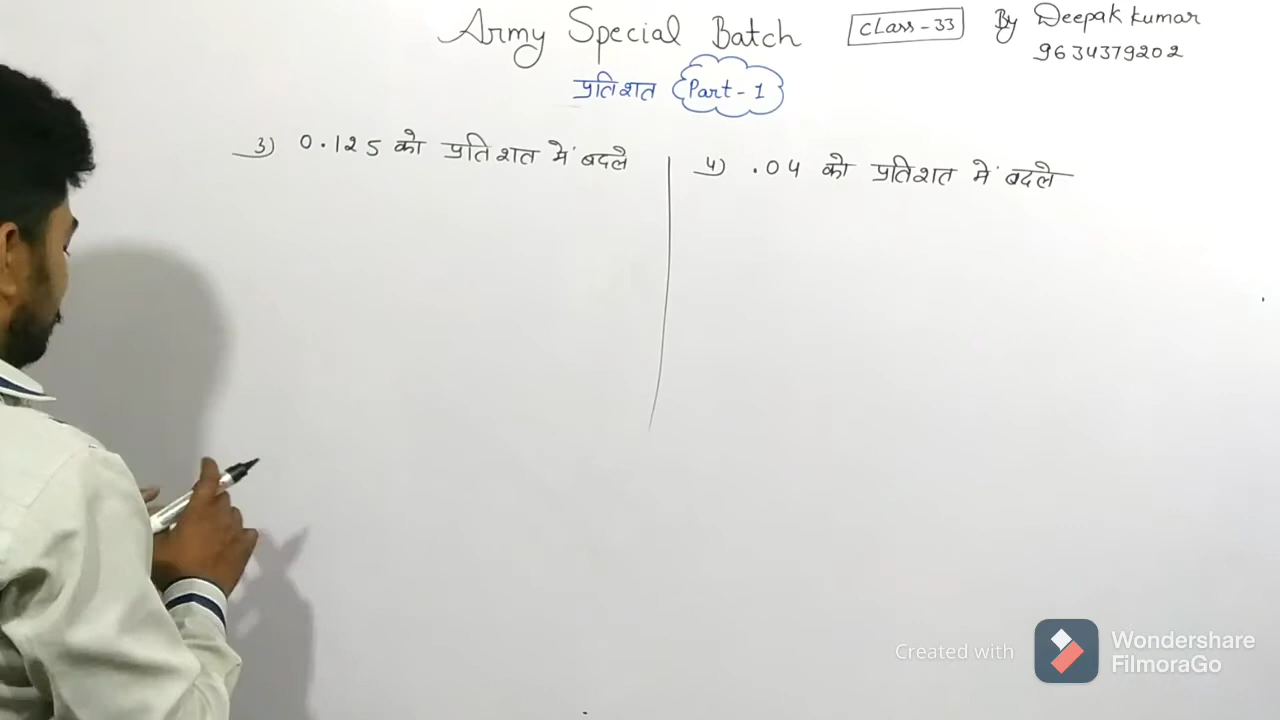 Army Special Batch CLass-33 By Deepak kumar
9634379202
प्रतिशत Part-1
3) 0.125 को प्रतिशत में बदले
4) .04 को प्रतिशत में बदले
Created with Wondershare FilmoraGo